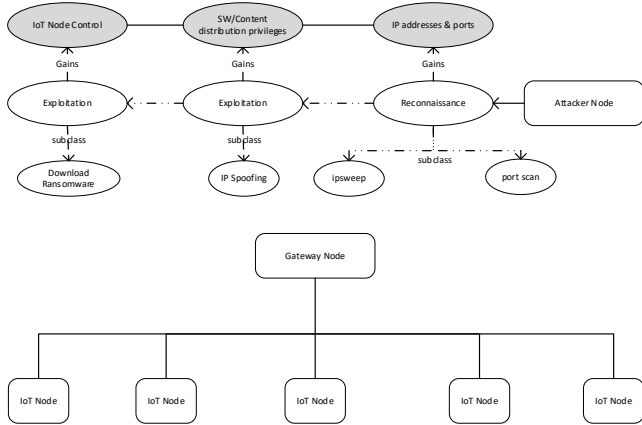 IoT Node Control
SW/Content
distribution privileges
IP addresses & ports
Gains
Gains
Gains
Exploitation
Exploitation
Reconnaissance
Attacker Node
subclass
subclass
subclass
Download
Ransomware
IP Spoofing
ipsweep
port scan
Gateway Node
IoT Node
IoT Node
IoT Node
IoT Node
IoT Node